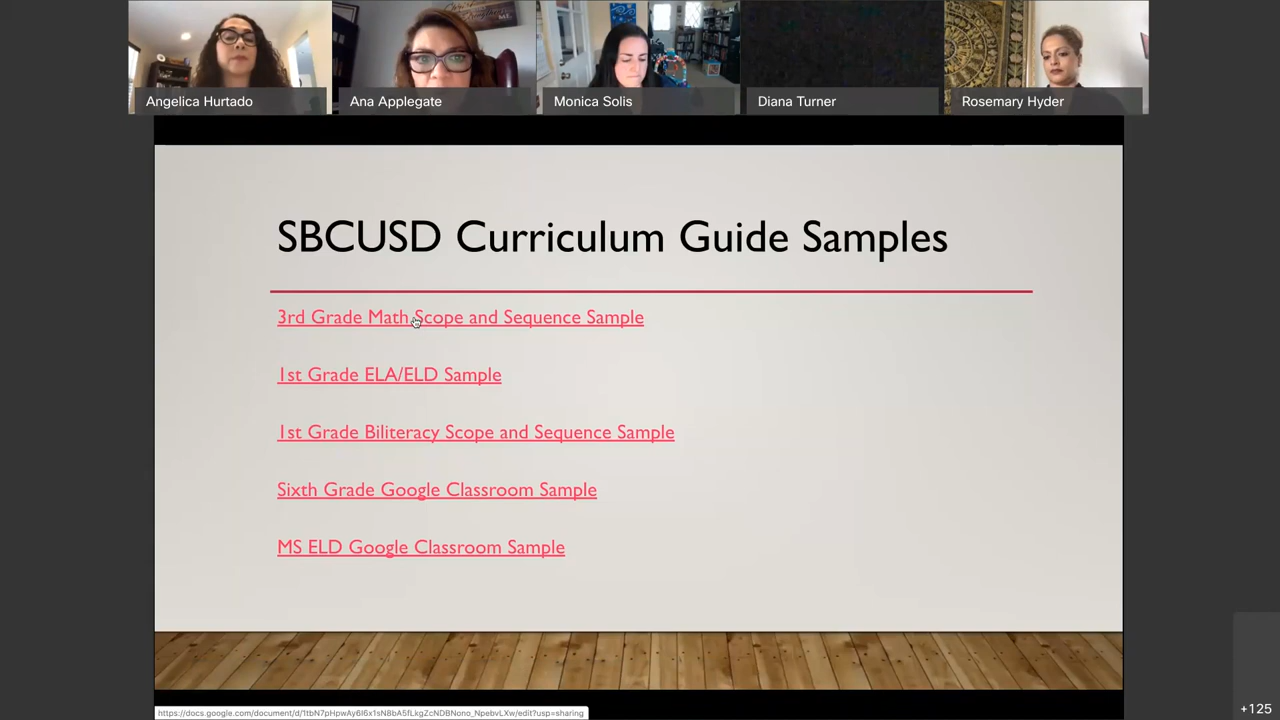 Angelica Hurtado
Ana Applegate
Monica Solis
Diana Turner
Rosemary Hyder
SBCUSD Curriculum Guide Samples
3rd Grade Math Scope and Sequence Sample
1st Grade ELA/ELD Sample
1st Grade Biliteracy Scope and Sequence Sample
Sixth Grade Google Classroom Sample
MS ELD Google Classroom Sample
+125